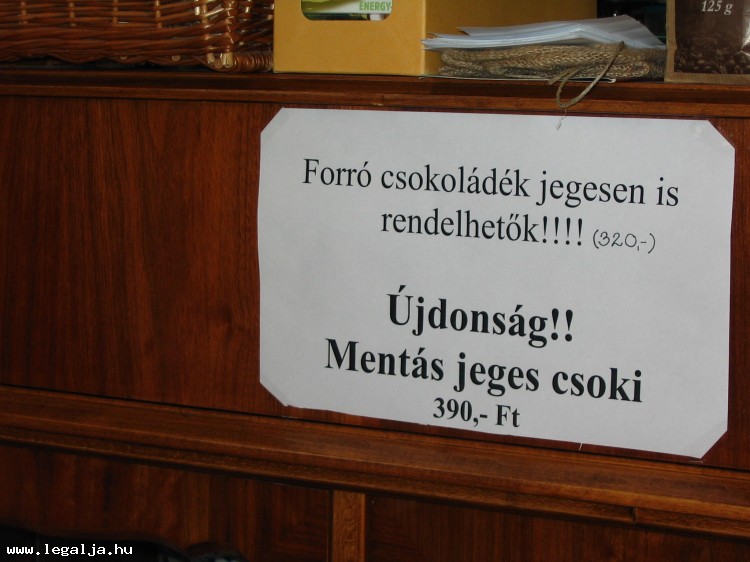 ENERGY
125 g
Forró csokoládék jegesen is
rendelhetők!!!! (320,-)
Újdonság!!
Mentás jeges csoki
390,- Ft
www.legalja.hu